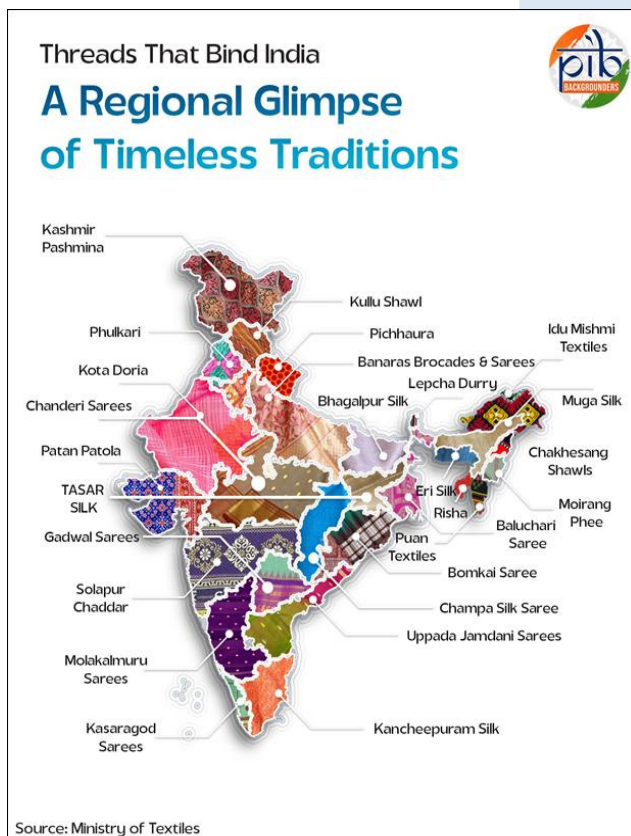 Threads That Bind India
A Regional Glimpse
of Timeless Traditions
pib
BACKGROUNDERS
Kashmir
Pashmina
Kullu Shawl
Phulkari
Pichhaura
Idu Mishmi
Textiles
Kota Doria
Banaras Brocades & Sarees
Lepcha Durry
Chanderi Sarees
Bhagalpur Silk
Muga Silk
Patan Patola
Chakhesang
Shawls
TASAR
SILK
Eri Silk
Risha
Moirang
Phee
Gadwal Sarees
Puan
Textiles
Baluchari
Saree
Bomkai Saree
Solapur
Chaddar
Champa Silk Saree
Uppada Jamdani Sarees
Molakalmuru
Sarees
Kasaragod
Sarees
Kancheepuram Silk
Source: Ministry of Textiles